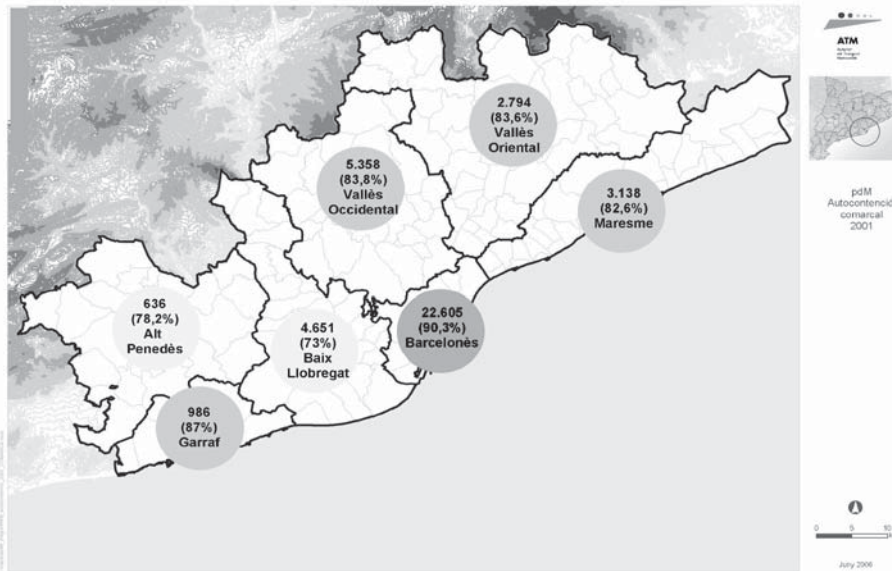 2.794
(83,6%)
Vallès
Oriental
5.358
(83,8%)
Vallès
Occidental
3.138
(82,6%)
Maresme
636
(78,2%)
Alt
Penedès
4.651
(73%)
Baix
Llobregat
22.605
(90,3%)
Barcelonès
986
(87%)
Garraf
ATM
pdM
Autocontenció
comarcal
2001
0 5 10
Juny 2006